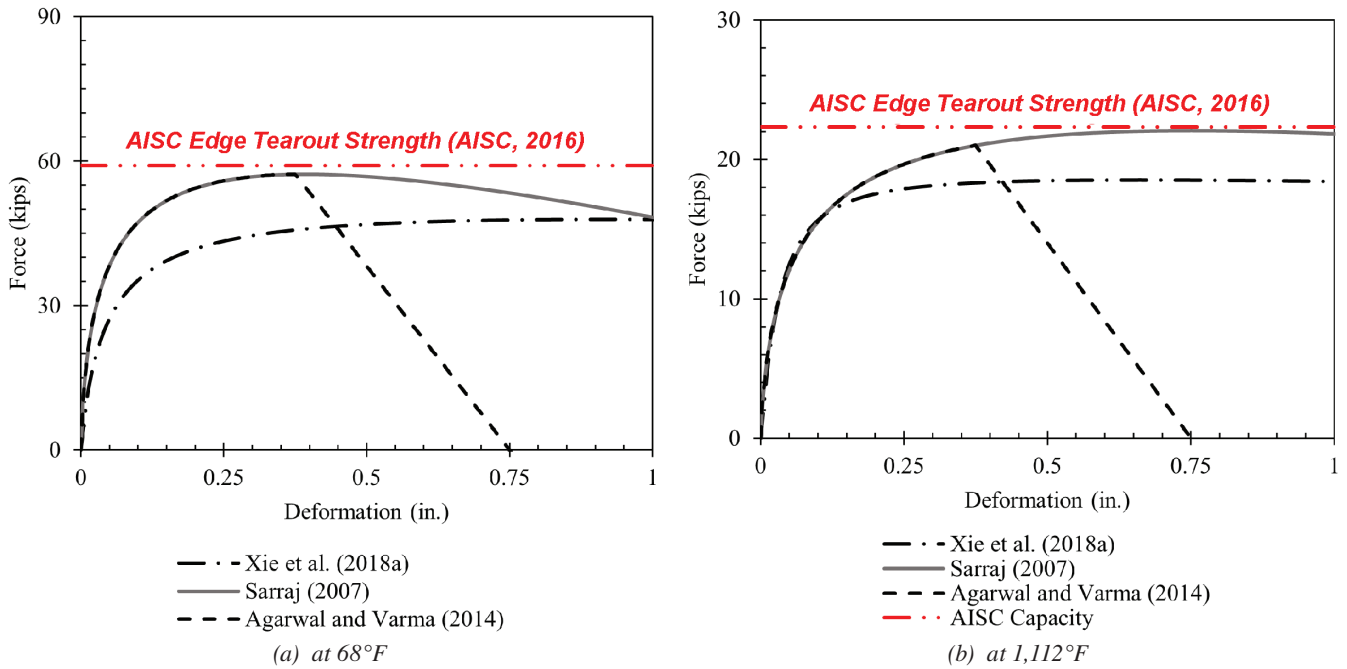 90
60
30
0
Force (kips)
AISC Edge Tearout Strength (AISC, 2016)
0 0.25 0.5 0.75 1
Deformation (in.)
Xie et al. (2018a)
Sarraj (2007)
Agarwal and Varma (2014)
(a) at 68°F
30
20
10
0
Force (kips)
AISC Edge Tearout Strength (AISC, 2016)
0 0.25 0.5 0.75 1
Deformation (in.)
Xie et al. (2018a)
Sarraj (2007)
Agarwal and Varma (2014)
AISC Capacity
(b) at 1,112°F